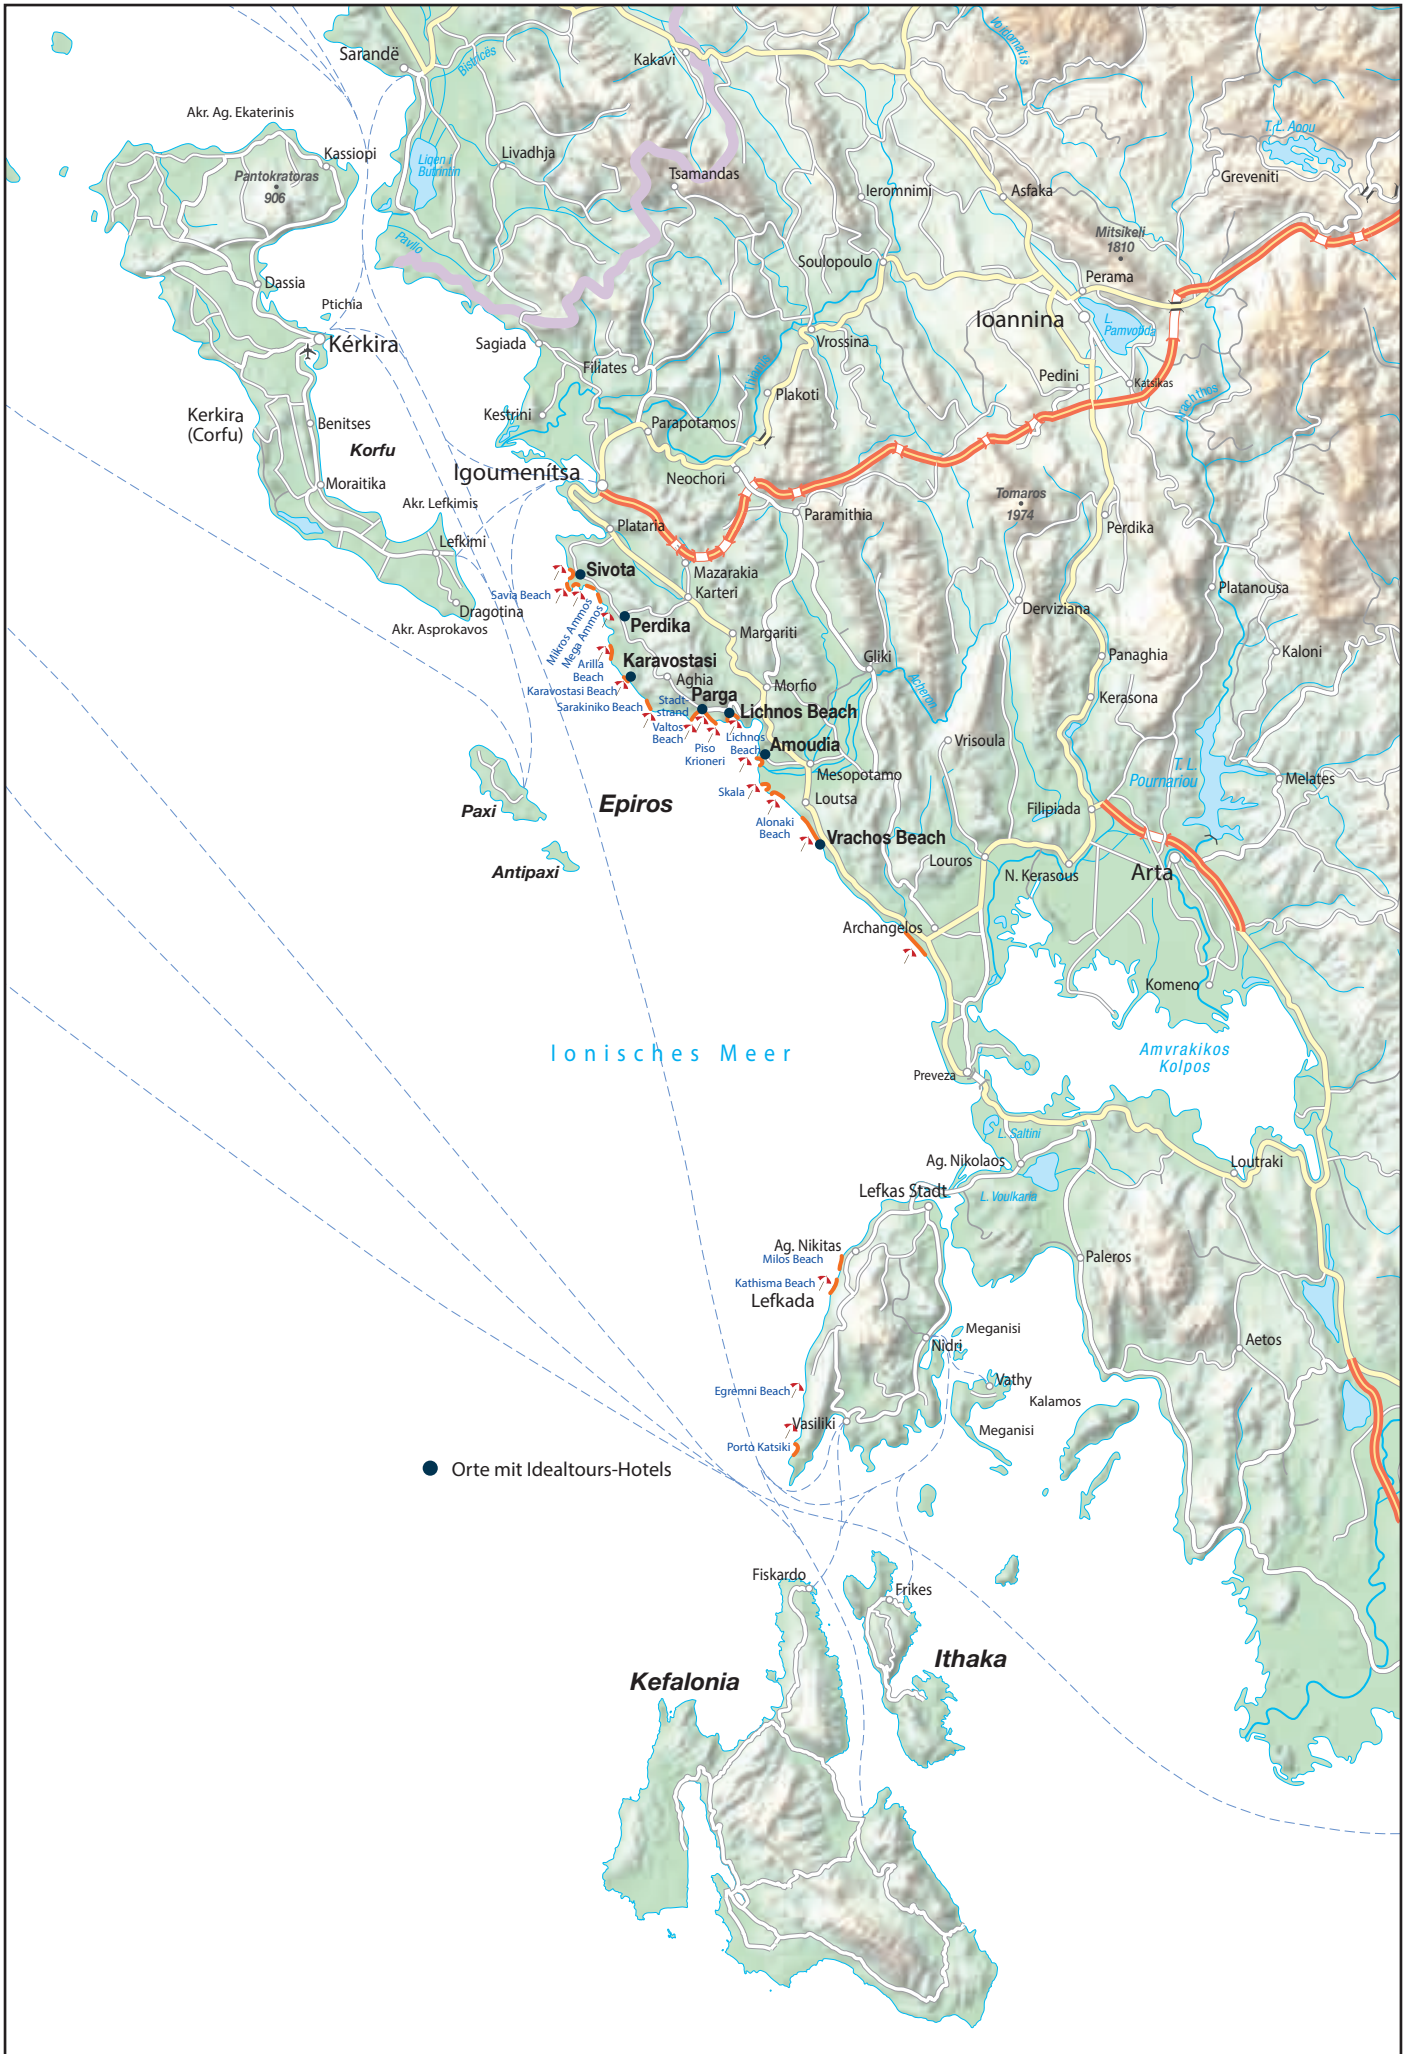 Sarandë
Bistricës
Kakavi
Voidomatis
Akr. Ag. Ekaterinis
Kassiopi
Pantokratoras
906
Liqen i
Butrintin
Livadhja
Tsamandas
Ieromnimi
Asfaka
T. L. Aoou
Greveniti
Pavllo
Mitsikeli
1810
Soulopoulo
Perama
Dassia
Ptichia
Kérkira
Sagiada
Ioannina
L.
Pamvotida
Vrossina
Filiates
Thiamis
Plakoti
Pedini
Katsikas
Arachthos
Kerkira
(Corfu)
Benitses
Korfu
Kestrini
Parapotamos
Igoumenítsa
Neochori
Moraitika
Akr. Lefkimis
Tomaros
1974
Paramithia
Perdika
Plataria
Lefkimi
Mazarakia
Sivota
Karteri
Platanousa
Savia Beach
Dragotina
Akr. Asprokavos
Mikros Ammos
Mega Ammos
Perdika
Derviziana
Margariti
Kaloni
Panaghia
Gliki
Arilla
Beach
Karavostasi
Aghia
Karavostasi Beach
Morfio
Acheron
Kerasona
Parga
Sarakiniko Beach
Stadt-
strand
Lichnos Beach
Valtos
Beach
Piso
Krioneri
Lichnos
Beach
Amoudia
Vrisoula
Mesopotamo
T. L.
Pournariou
Melates
Skala
Loutsa
Paxi
Epiros
Alonaki
Beach
Filipiada
Vrachos Beach
Louros
N. Kerasous
Arta
Antipaxi
Archangelos
Komeno
Ionisches Meer
Amvrakikos
Kolpos
Preveza
L. Saltini
Ag. Nikolaos
Loutraki
Lefkas Stadt
L. Voulkaria
Ag. Nikitas
Milos Beach
Paleros
Kathisma Beach
Lefkada
Meganisi
Nidri
Aetos
Egremni Beach
Vathy
Kalamos
Vasiliki
Meganisi
Porto Katsiki
Orte mit Idealtours-Hotels
Fiskardo
Frikes
Ithaka
Kefalonia